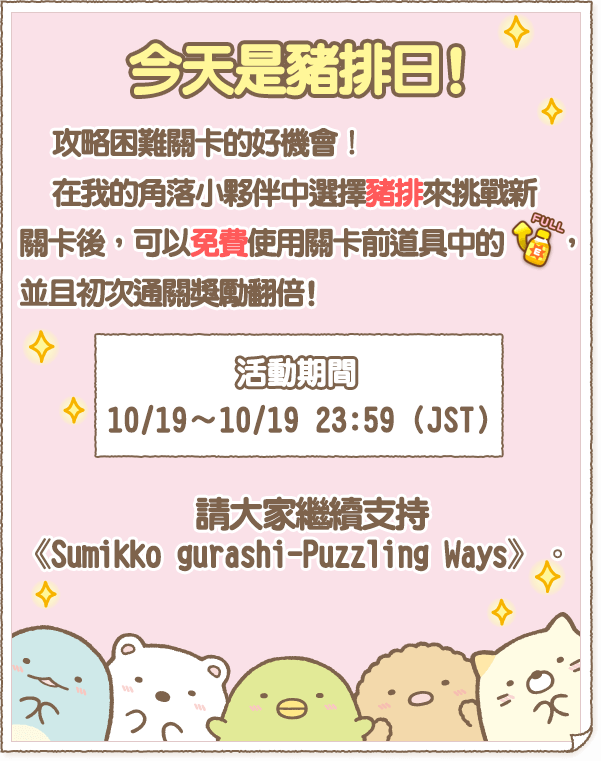 今天是豬排日!
攻略困難關卡的好機會！
在我的角落小夥伴中選擇豬排來挑戰新
關卡後，可以免費使用關卡前道具中的 FULL E，
並且初次通關獎勵翻倍!
活動期間
10/19～10/19 23:59 (JST)
請大家繼續支持
《Sumikko gurashi-Puzzling Ways》。